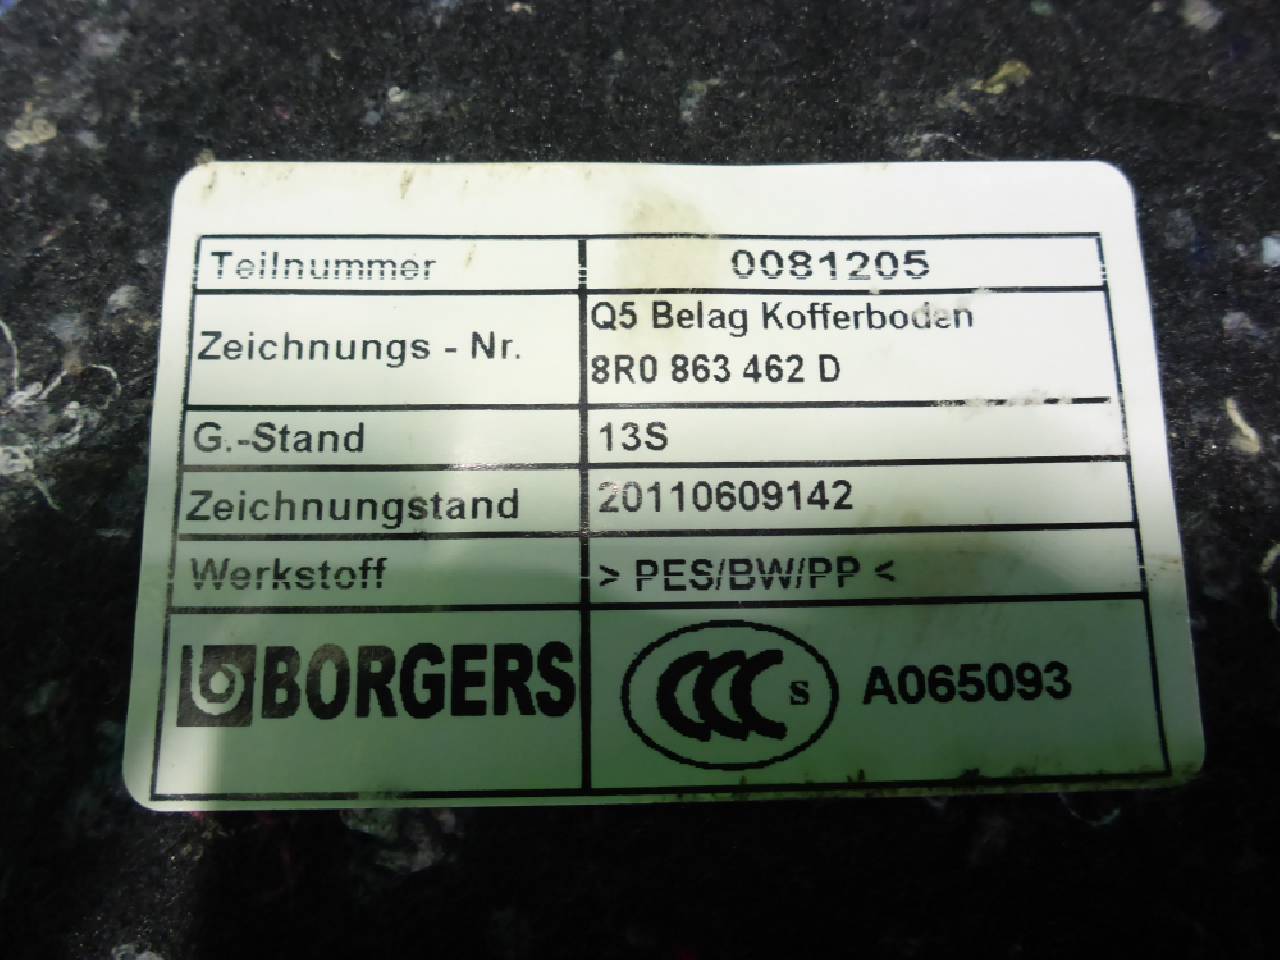 Teilnummer 0081205
Zeichnungs - Nr. Q5 Belag Kofferboden
8R0 863 462 D
G.-Stand 13S
Zeichnungstand 20110609142
Werkstoff > PES/BW/PP <
BORGERS CCC S A065093